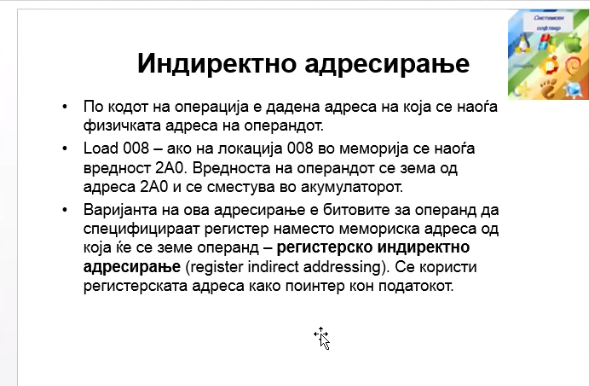 Системски
софтвер
Индиректно адресирање
• По кодот на операција е дадена адреса на која се наоѓа
физичката адреса на операндот.
• Load 008 – ако на локација 008 во меморија се наоѓа
вредност 2A0. Вредноста на операндот се зема од
адреса 2A0 и се сместува во акумулаторот.
• Варијанта на ова адресирање е битовите за операнд да
специфицираат регистер наместо мемориска адреса од
која ќе се земе операнд – регистерско индиректно
адресирање (register indirect addressing). Се користи
регистерската адреса како поинтер кон податокот.